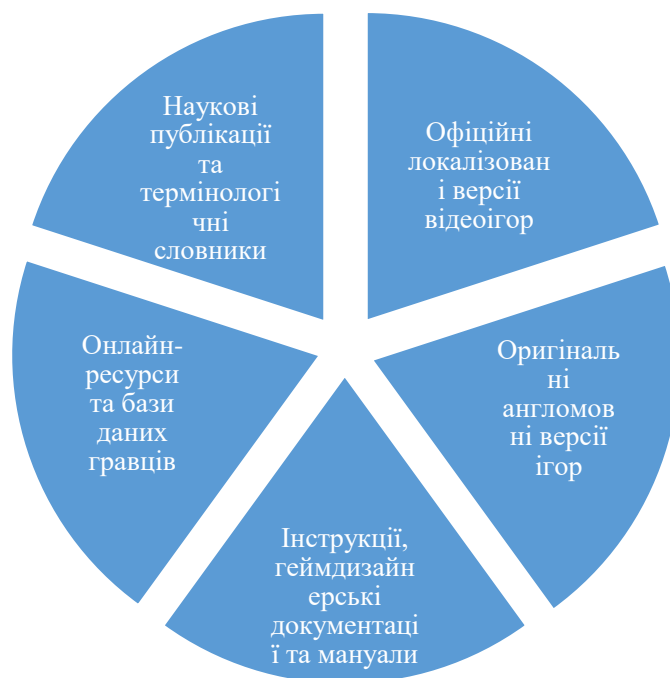 Наукові
публікації
та
термінологі
чні
словники
Офіційні
локалізован
і версії
відеоігор
Онлайн-
ресурси
та бази
даних
гравців
Оригіналь
ні
англомов
ні версії
ігор
Інструкції,
геймдизайн
ерські
документаці
ї та мануали